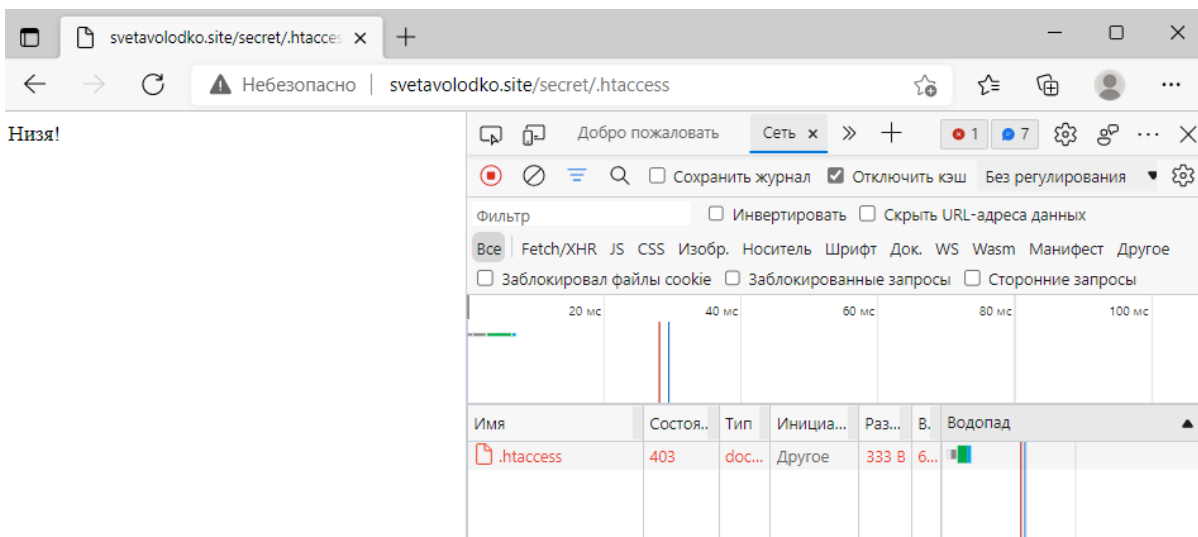 svetavolodko.site/secret/.htacces
Небезопасно | svetavolodko.site/secret/.htaccess
Низя!
Добро пожаловать Сеть 1 7
Сохранить журнал Отключить кэш Без регулирования
Фильтр Инвертировать Скрыть URL-адреса данных
Все Fetch/XHR JS CSS Изобр. Носитель Шрифт Док. WS Wasm Манифест Другое
Заблокировал файлы cookie Заблокированные запросы Сторонние запросы
20 мс 40 мс 60 мс 80 мс 100 мс
Имя Состоя.. Тип Инициа... Раз... В. Водопад
.htaccess 403 doc... Другое 333 B 6...